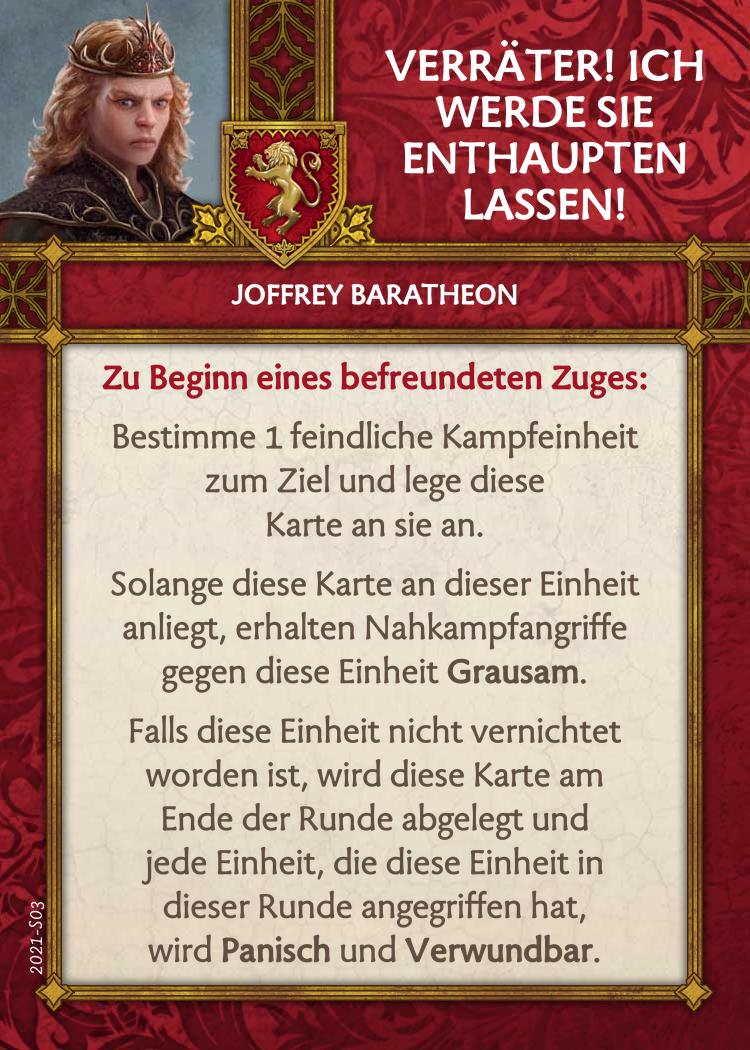 VERRÄTER! ICH
WERDE SIE
ENTHAUPTEN
LASSEN!
JOFFREY BARATHEON
Zu Beginn eines befreundeten Zuges:
Bestimme 1 feindliche Kampfeinheit
zum Ziel und lege diese
Karte an sie an.
Solange diese Karte an dieser Einheit
anliegt, erhalten Nahkampfangriffe
gegen diese Einheit Grausam.
Falls diese Einheit nicht vernichtet
worden ist, wird diese Karte am
Ende der Runde abgelegt und
jede Einheit, die diese Einheit in
dieser Runde angegriffen hat,
wird Panisch und Verwundbar.
2021-S03